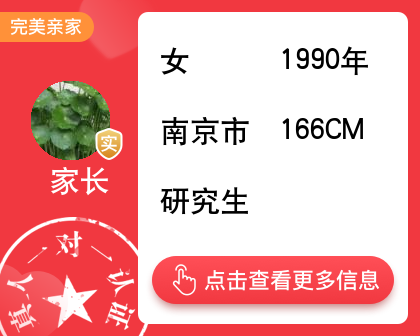 完美亲家
女 1990年
南京市 166CM
研究生
实
家长
一对一
真人认证
点击查看更多信息